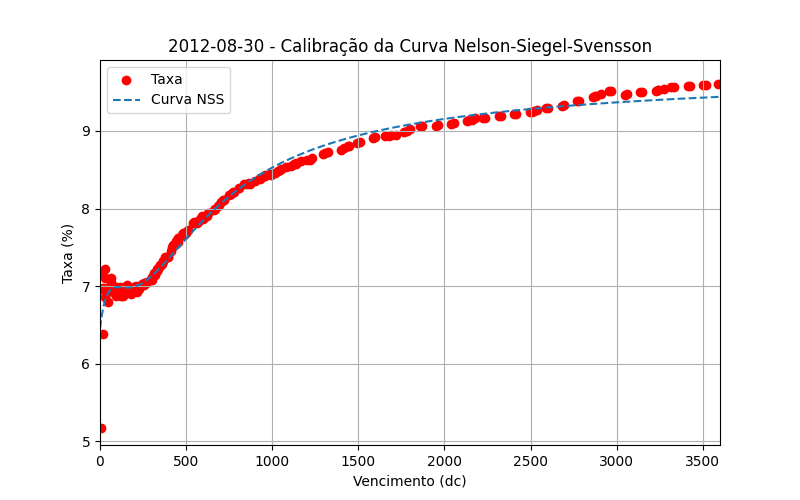 2012-08-30 - Calibração da Curva Nelson-Siegel-Svensson
Taxa
Curva NSS
Taxa (%)
9
8
7
6
5
0 500 1000 1500 2000 2500 3000 3500
Vencimento (dc)